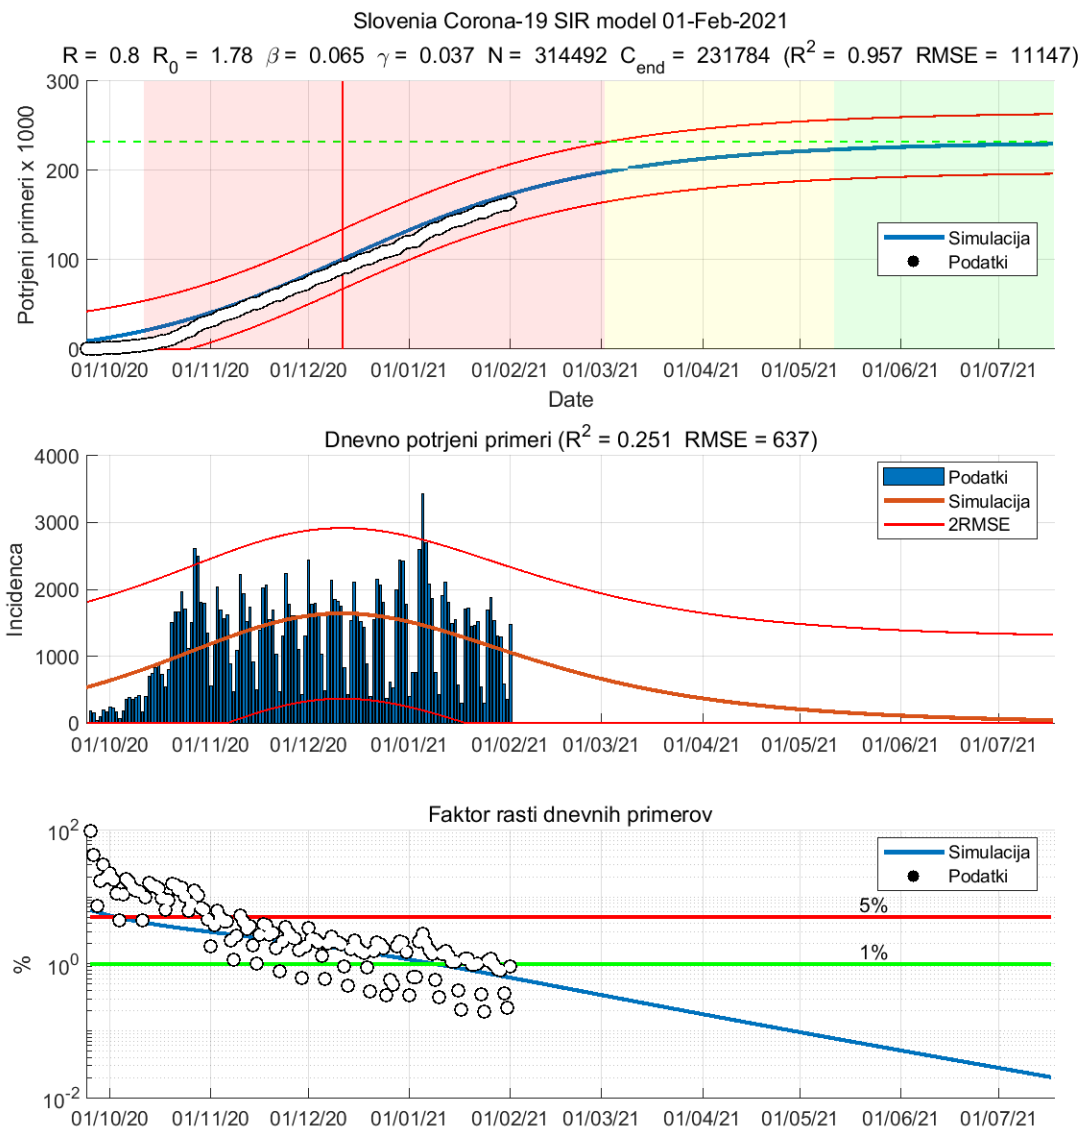 Slovenia Corona-19 SIR model 01-Feb-2021
R = 0.8 R0 = 1.78 β = 0.065 γ = 0.037 N = 314492 Cend = 231784 (R2 = 0.957 RMSE = 11147)
300
200
100
0
Potrjeni primeri x 1000
Simulacija
Podatki
01/10/20 01/11/20 01/12/20 01/01/21 01/02/21 01/03/21 01/04/21 01/05/21 01/06/21 01/07/21
Date
Dnevno potrjeni primeri (R2 = 0.251 RMSE = 637)
4000
3000
2000
1000
0
Incidenca
Podatki
Simulacija
2RMSE
01/10/20 01/11/20 01/12/20 01/01/21 01/02/21 01/03/21 01/04/21 01/05/21 01/06/21 01/07/21
Faktor rasti dnevnih primerov
10^2
10^0
10^-2
%
Simulacija
Podatki
5%
1%
01/10/20 01/11/20 01/12/20 01/01/21 01/02/21 01/03/21 01/04/21 01/05/21 01/06/21 01/07/21